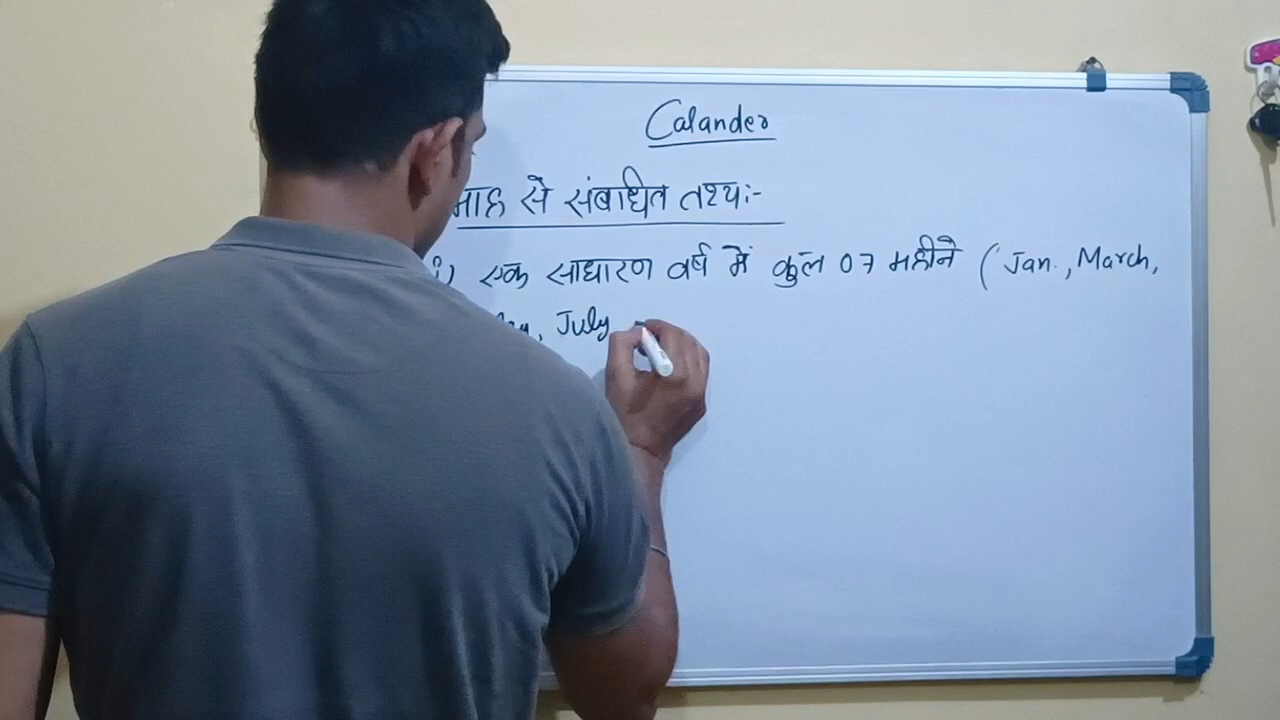 Calander
माह से संबाधित तथ्य:-
एक साधारण वर्ष में कुल 07 महीने ( Jan., March,
July